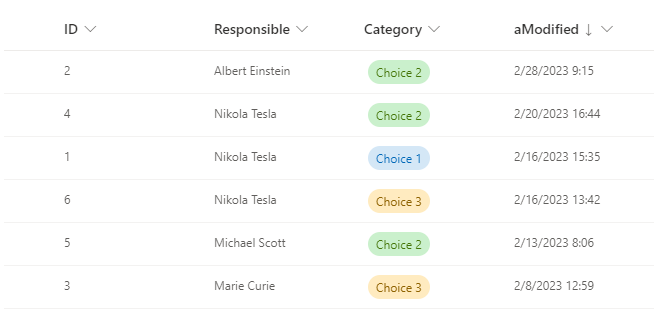 ID Responsible Category aModified ↓
2 Albert Einstein Choice 2 2/28/2023 9:15
4 Nikola Tesla Choice 2 2/20/2023 16:44
1 Nikola Tesla Choice 1 2/16/2023 15:35
6 Nikola Tesla Choice 3 2/16/2023 13:42
5 Michael Scott Choice 2 2/13/2023 8:06
3 Marie Curie Choice 3 2/8/2023 12:59